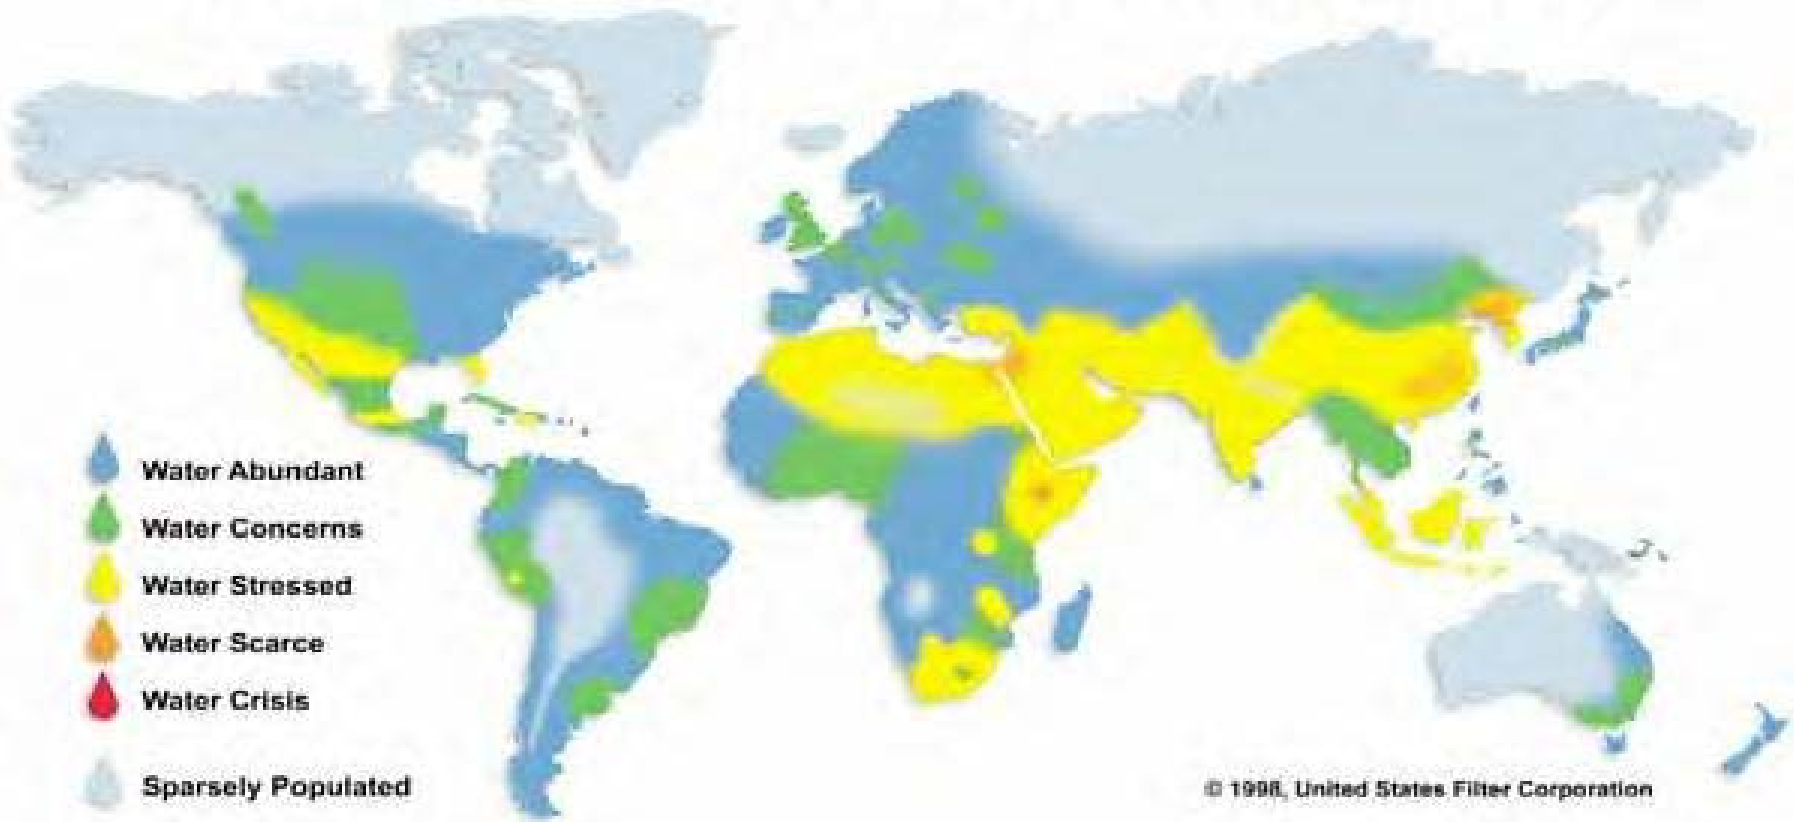 Water Abundant
Water Concerns
Water Stressed
Water Scarce
Water Crisis
Sparsely Populated
© 1998, United States Filter Corporation